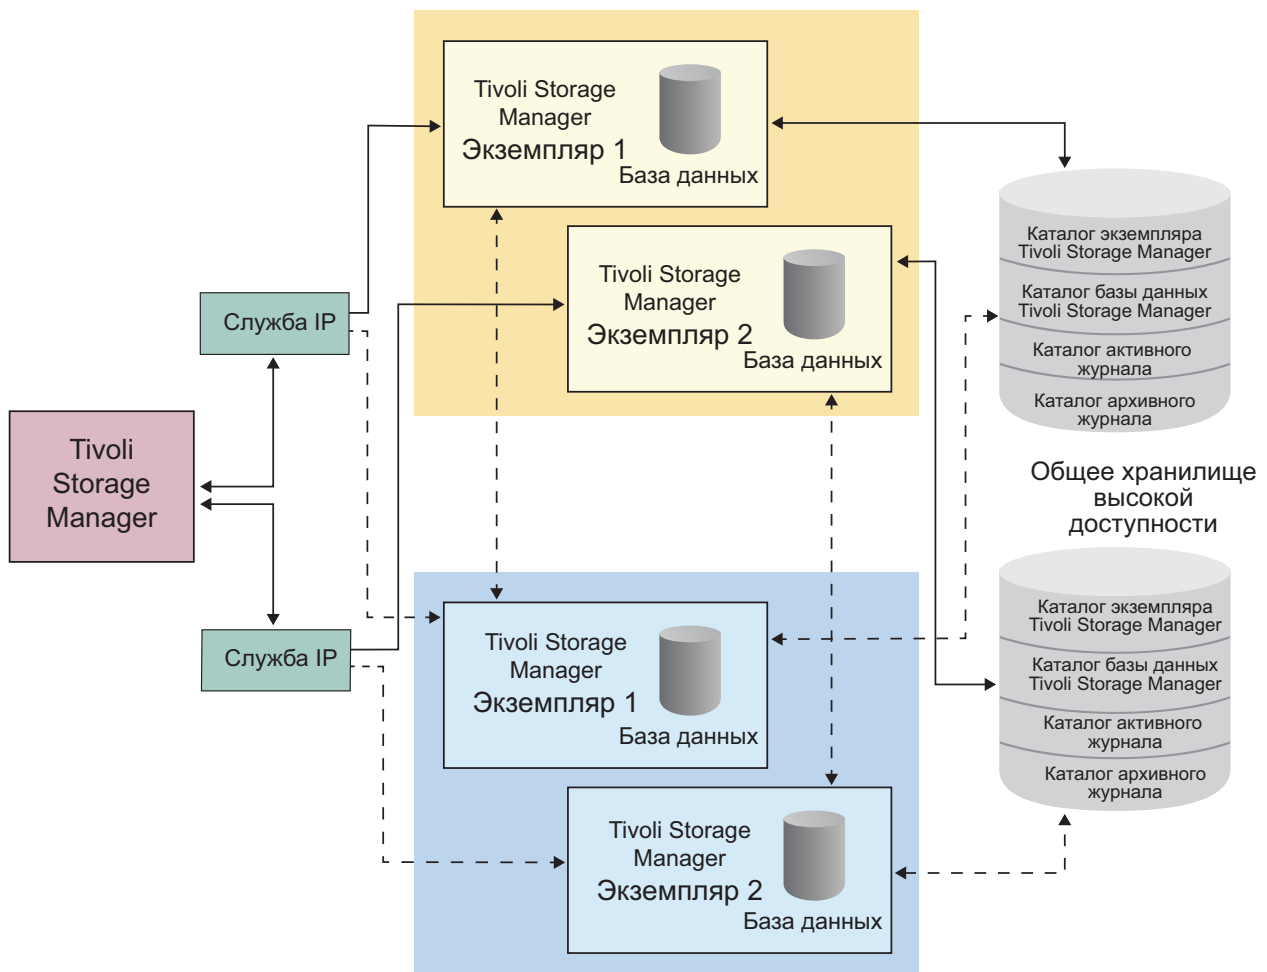 Tivoli Storage
Manager
Экземпляр 1
База данных
Tivoli Storage
Manager
Экземпляр 2
База данных
Служба IP
Tivoli
Storage
Manager
Служба IP
Tivoli Storage
Manager
Экземпляр 1
База данных
Tivoli Storage
Manager
Экземпляр 2
База данных
Каталог экземпляра
Tivoli Storage Manager
Каталог базы данных
Tivoli Storage Manager
Каталог активного
журнала
Каталог архивного
журнала
Общее хранилище
высокой
доступности
Каталог экземпляра
Tivoli Storage Manager
Каталог базы данных
Tivoli Storage Manager
Каталог активного
журнала
Каталог архивного
журнала